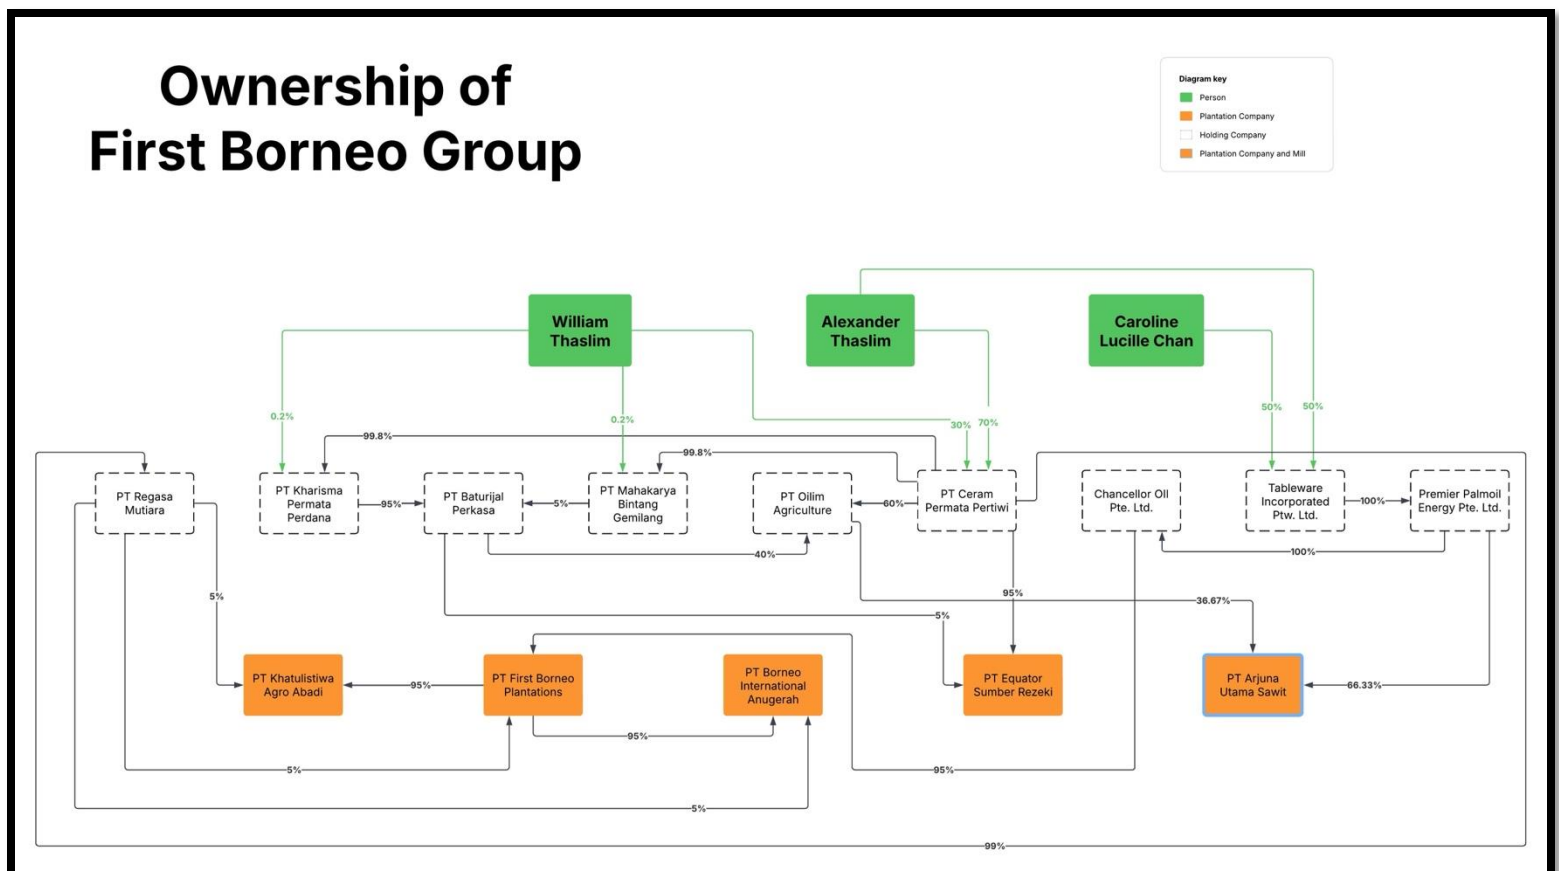 Ownership of
First Borneo Group
Diagram key
Person
Plantation Company
Holding Company
Plantation Company and Mill
William
Thaslim
Alexander
Thaslim
Caroline
Lucille Chan
0.2%
0.2%
30%
70%
50%
50%
99.8%
99.8%
PT Regasa
Mutiara
PT Kharisma
Permata
Perdana
95%
PT Baturijal
Perkasa
5%
PT Mahakarya
Bintang
Gemilang
PT Oilim
Agriculture
60%
PT Ceram
Permata Pertiwi
Chancellor OIl
Pte. Ltd.
Tableware
Incorporated
Ptw. Ltd.
100%
Premier Palmoil
Energy Pte. Ltd.
40%
100%
5%
95%
36.67%
5%
PT Khatulistiwa
Agro Abadi
95%
PT First Borneo
Plantations
PT Borneo
International
Anugerah
PT Equator
Sumber Rezeki
PT Arjuna
Utama Sawit
66.33%
95%
5%
95%
5%
99%